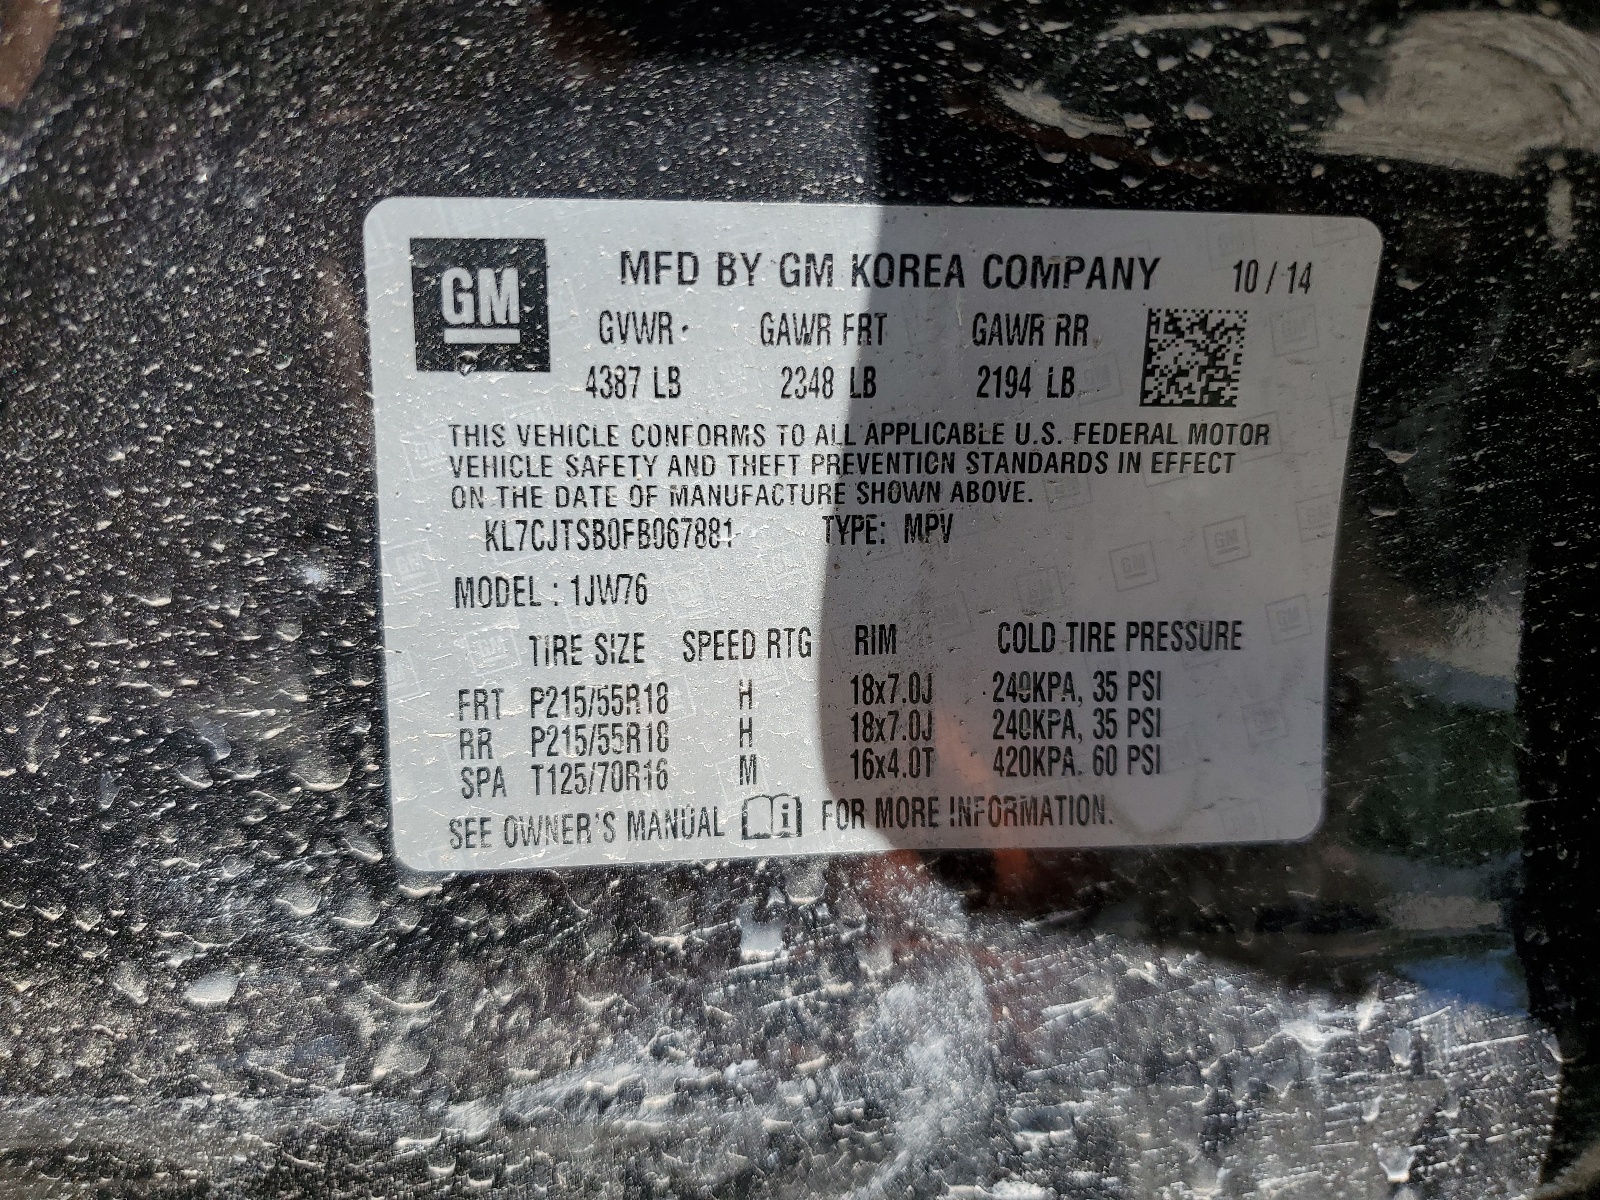 GM
MFD BY GM KOREA COMPANY 10 / 14
GVWR GAWR FRT GAWR RR
4387 LB 2348 LB 2194 LB
THIS VEHICLE CONFORMS TO ALL APPLICABLE U.S. FEDERAL MOTOR
VEHICLE SAFETY AND THEFT PREVENTION STANDARDS IN EFFECT
ON THE DATE OF MANUFACTURE SHOWN ABOVE.
KL7CJTSB0FB067881 TYPE: MPV
MODEL : 1JW76
TIRE SIZE SPEED RTG RIM COLD TIRE PRESSURE
FRT P215/55R18 H 18x7.0J 240KPA, 35 PSI
RR P215/55R18 H 18x7.0J 240KPA, 35 PSI
SPA T125/70R16 M 16x4.0T 420KPA. 60 PSI
SEE OWNER'S MANUAL i FOR MORE INFORMATION.